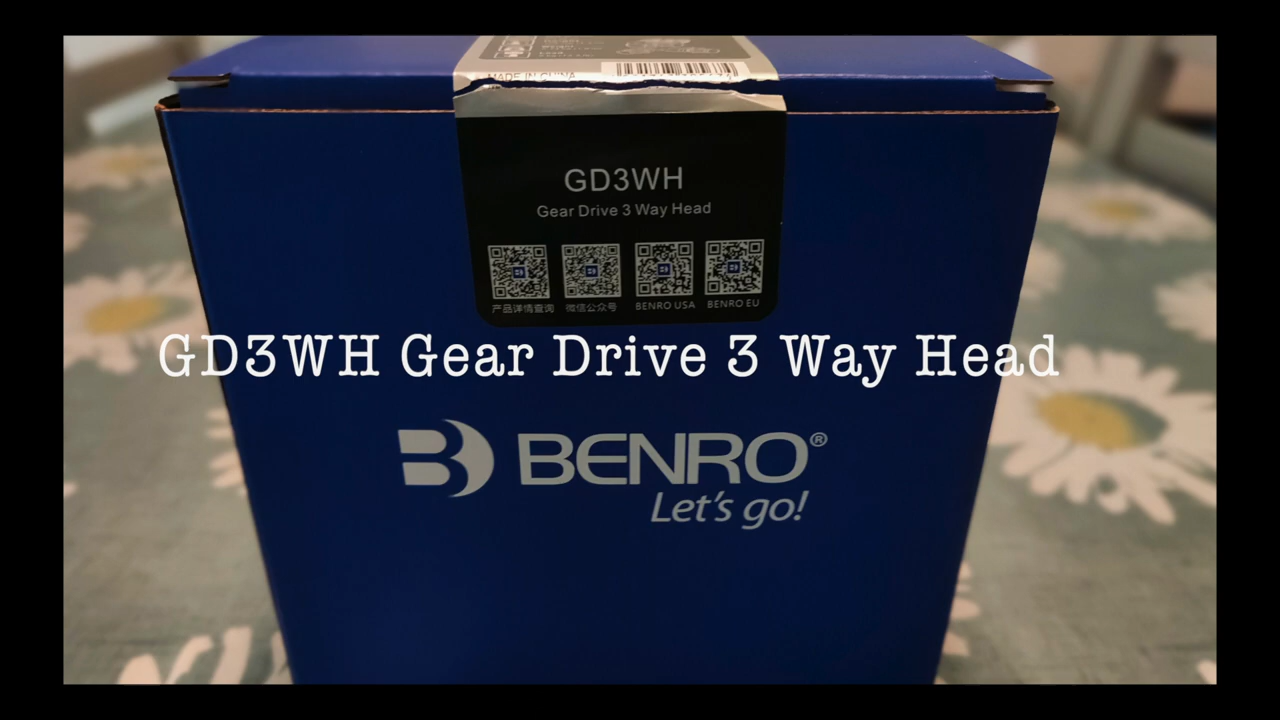 MADE IN CHINA
GD3WH
Gear Drive 3 Way Head
产品详情查询 微信公众号 BENRO USA BENRO EU
GD3WH Gear Drive 3 Way Head
BENRO®
Let's go!